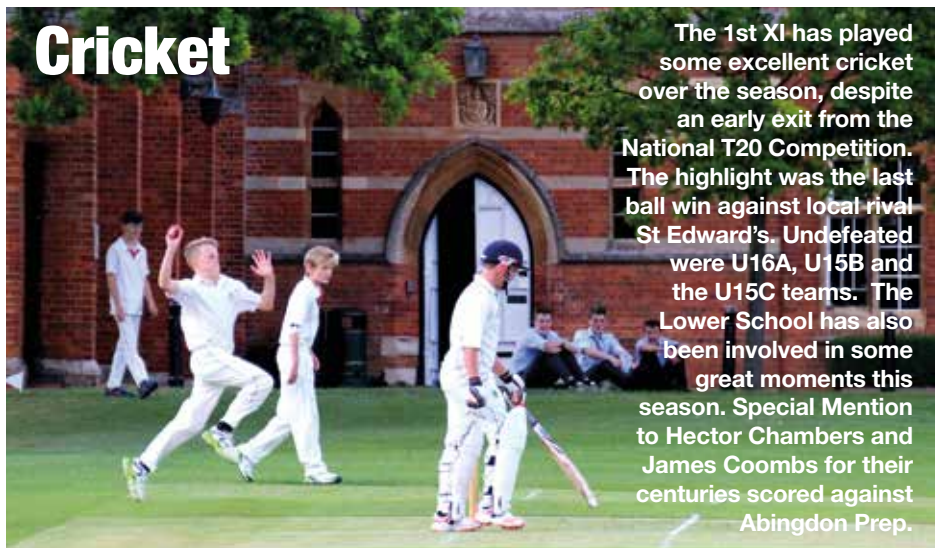 Cricket
The 1st XI has played
some excellent cricket
over the season, despite
an early exit from the
National T20 Competition.
The highlight was the last
ball win against local rival
St Edward's. Undefeated
were U16A, U15B and
the U15C teams.  The
Lower School has also
been involved in some
great moments this
season. Special Mention
to Hector Chambers and
James Coombs for their
centuries scored against
Abingdon Prep.